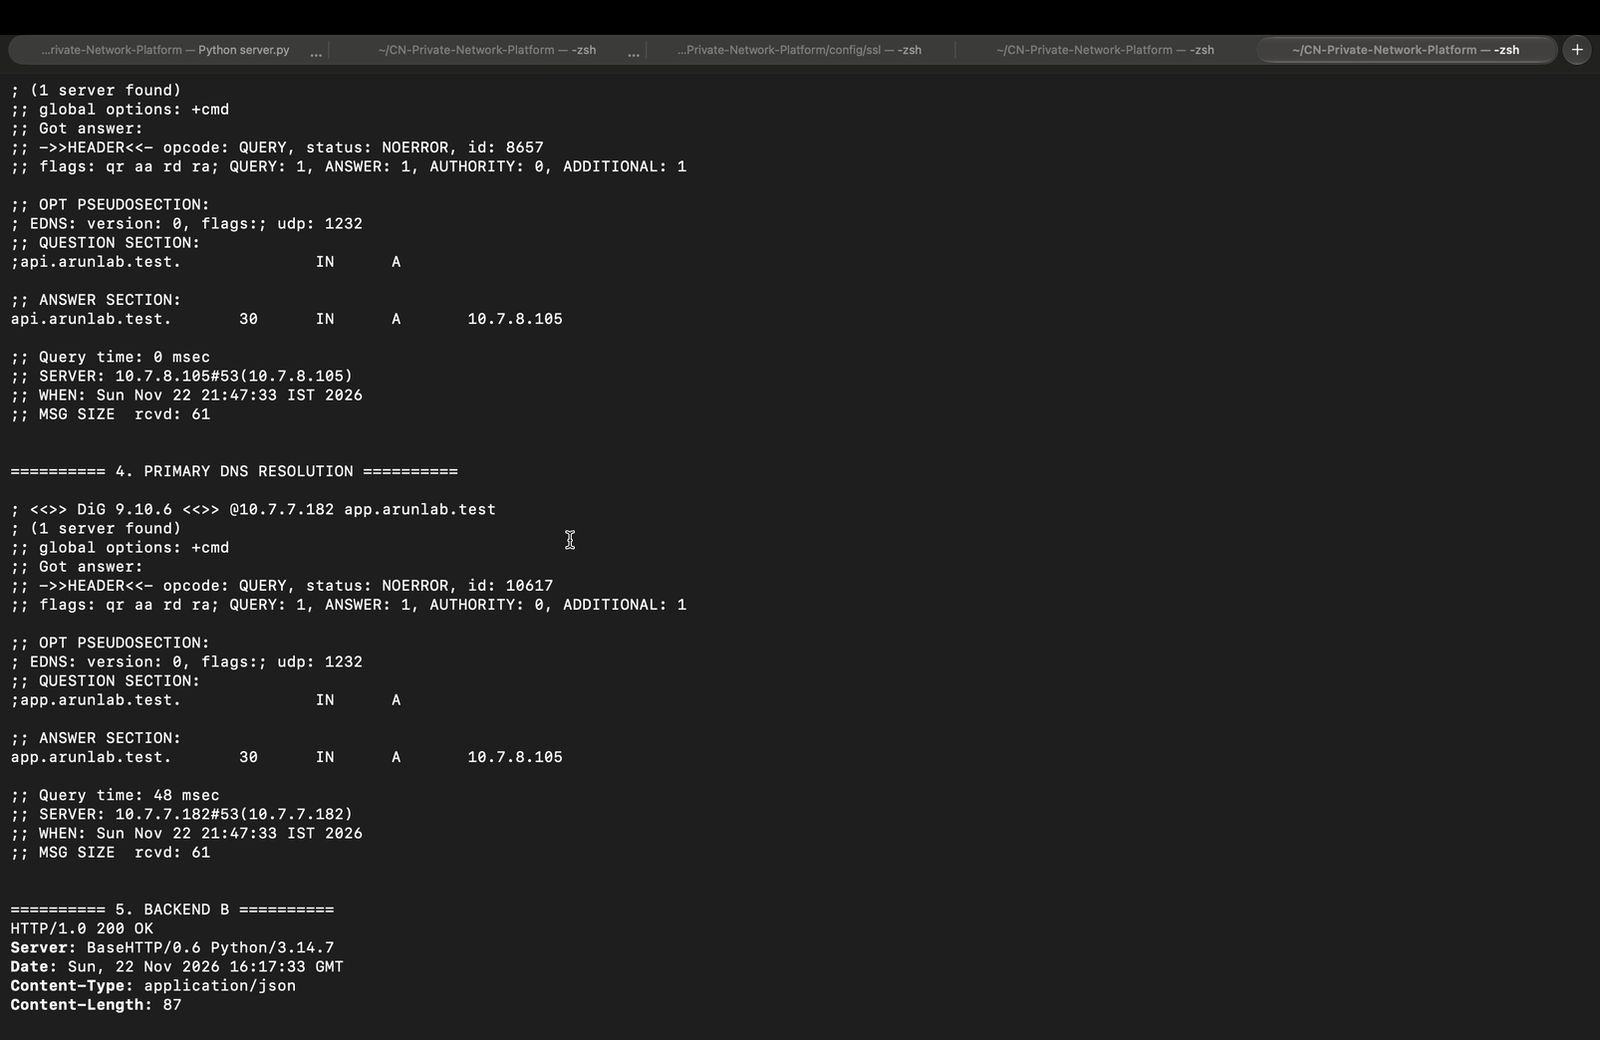 ...rivate-Network-Platform — Python server.py ...
~/CN-Private-Network-Platform — -zsh ...
...Private-Network-Platform/config/ssl — -zsh
~/CN-Private-Network-Platform — -zsh
~/CN-Private-Network-Platform — -zsh
+
; (1 server found)
;; global options: +cmd
;; Got answer:
;; ->>HEADER<<- opcode: QUERY, status: NOERROR, id: 8657
;; flags: qr aa rd ra; QUERY: 1, ANSWER: 1, AUTHORITY: 0, ADDITIONAL: 1
;; OPT PSEUDOSECTION:
; EDNS: version: 0, flags:; udp: 1232
;; QUESTION SECTION:
;api.arunlab.test. IN A
;; ANSWER SECTION:
api.arunlab.test. 30 IN A 10.7.8.105
;; Query time: 0 msec
;; SERVER: 10.7.8.105#53(10.7.8.105)
;; WHEN: Sun Nov 22 21:47:33 IST 2026
;; MSG SIZE  rcvd: 61
========== 4. PRIMARY DNS RESOLUTION ==========
; <<>> DiG 9.10.6 <<>> @10.7.7.182 app.arunlab.test
; (1 server found)
;; global options: +cmd
;; Got answer:
;; ->>HEADER<<- opcode: QUERY, status: NOERROR, id: 10617
;; flags: qr aa rd ra; QUERY: 1, ANSWER: 1, AUTHORITY: 0, ADDITIONAL: 1
;; OPT PSEUDOSECTION:
; EDNS: version: 0, flags:; udp: 1232
;; QUESTION SECTION:
;app.arunlab.test. IN A
;; ANSWER SECTION:
app.arunlab.test. 30 IN A 10.7.8.105
;; Query time: 48 msec
;; SERVER: 10.7.7.182#53(10.7.7.182)
;; WHEN: Sun Nov 22 21:47:33 IST 2026
;; MSG SIZE  rcvd: 61
========== 5. BACKEND B ==========
HTTP/1.0 200 OK
Server: BaseHTTP/0.6 Python/3.14.7
Date: Sun, 22 Nov 2026 16:17:33 GMT
Content-Type: application/json
Content-Length: 87